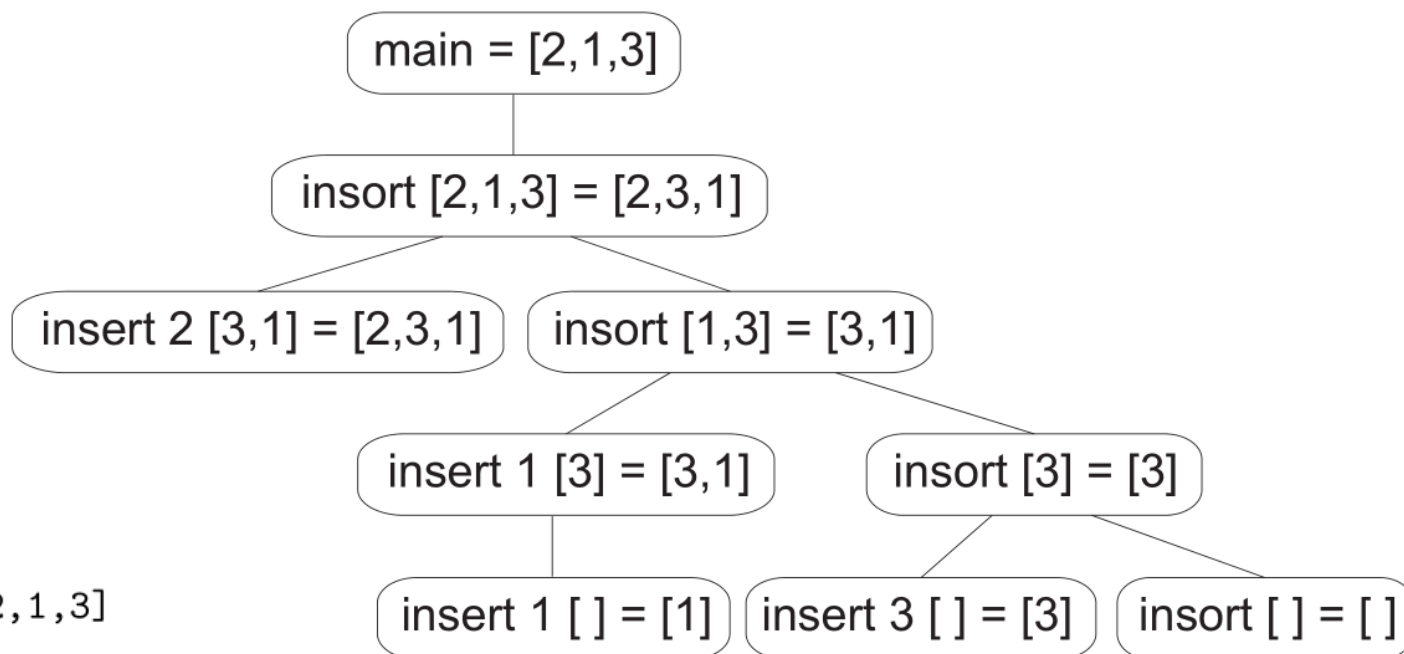 main = [2,1,3]
insort [2,1,3] = [2,3,1]
insert 2 [3,1] = [2,3,1]
insort [1,3] = [3,1]
insert 1 [3] = [3,1]
insort [3] = [3]
,1,3]
insert 1 [ ] = [1]
insert 3 [ ] = [3]
insort [ ] = [ ]